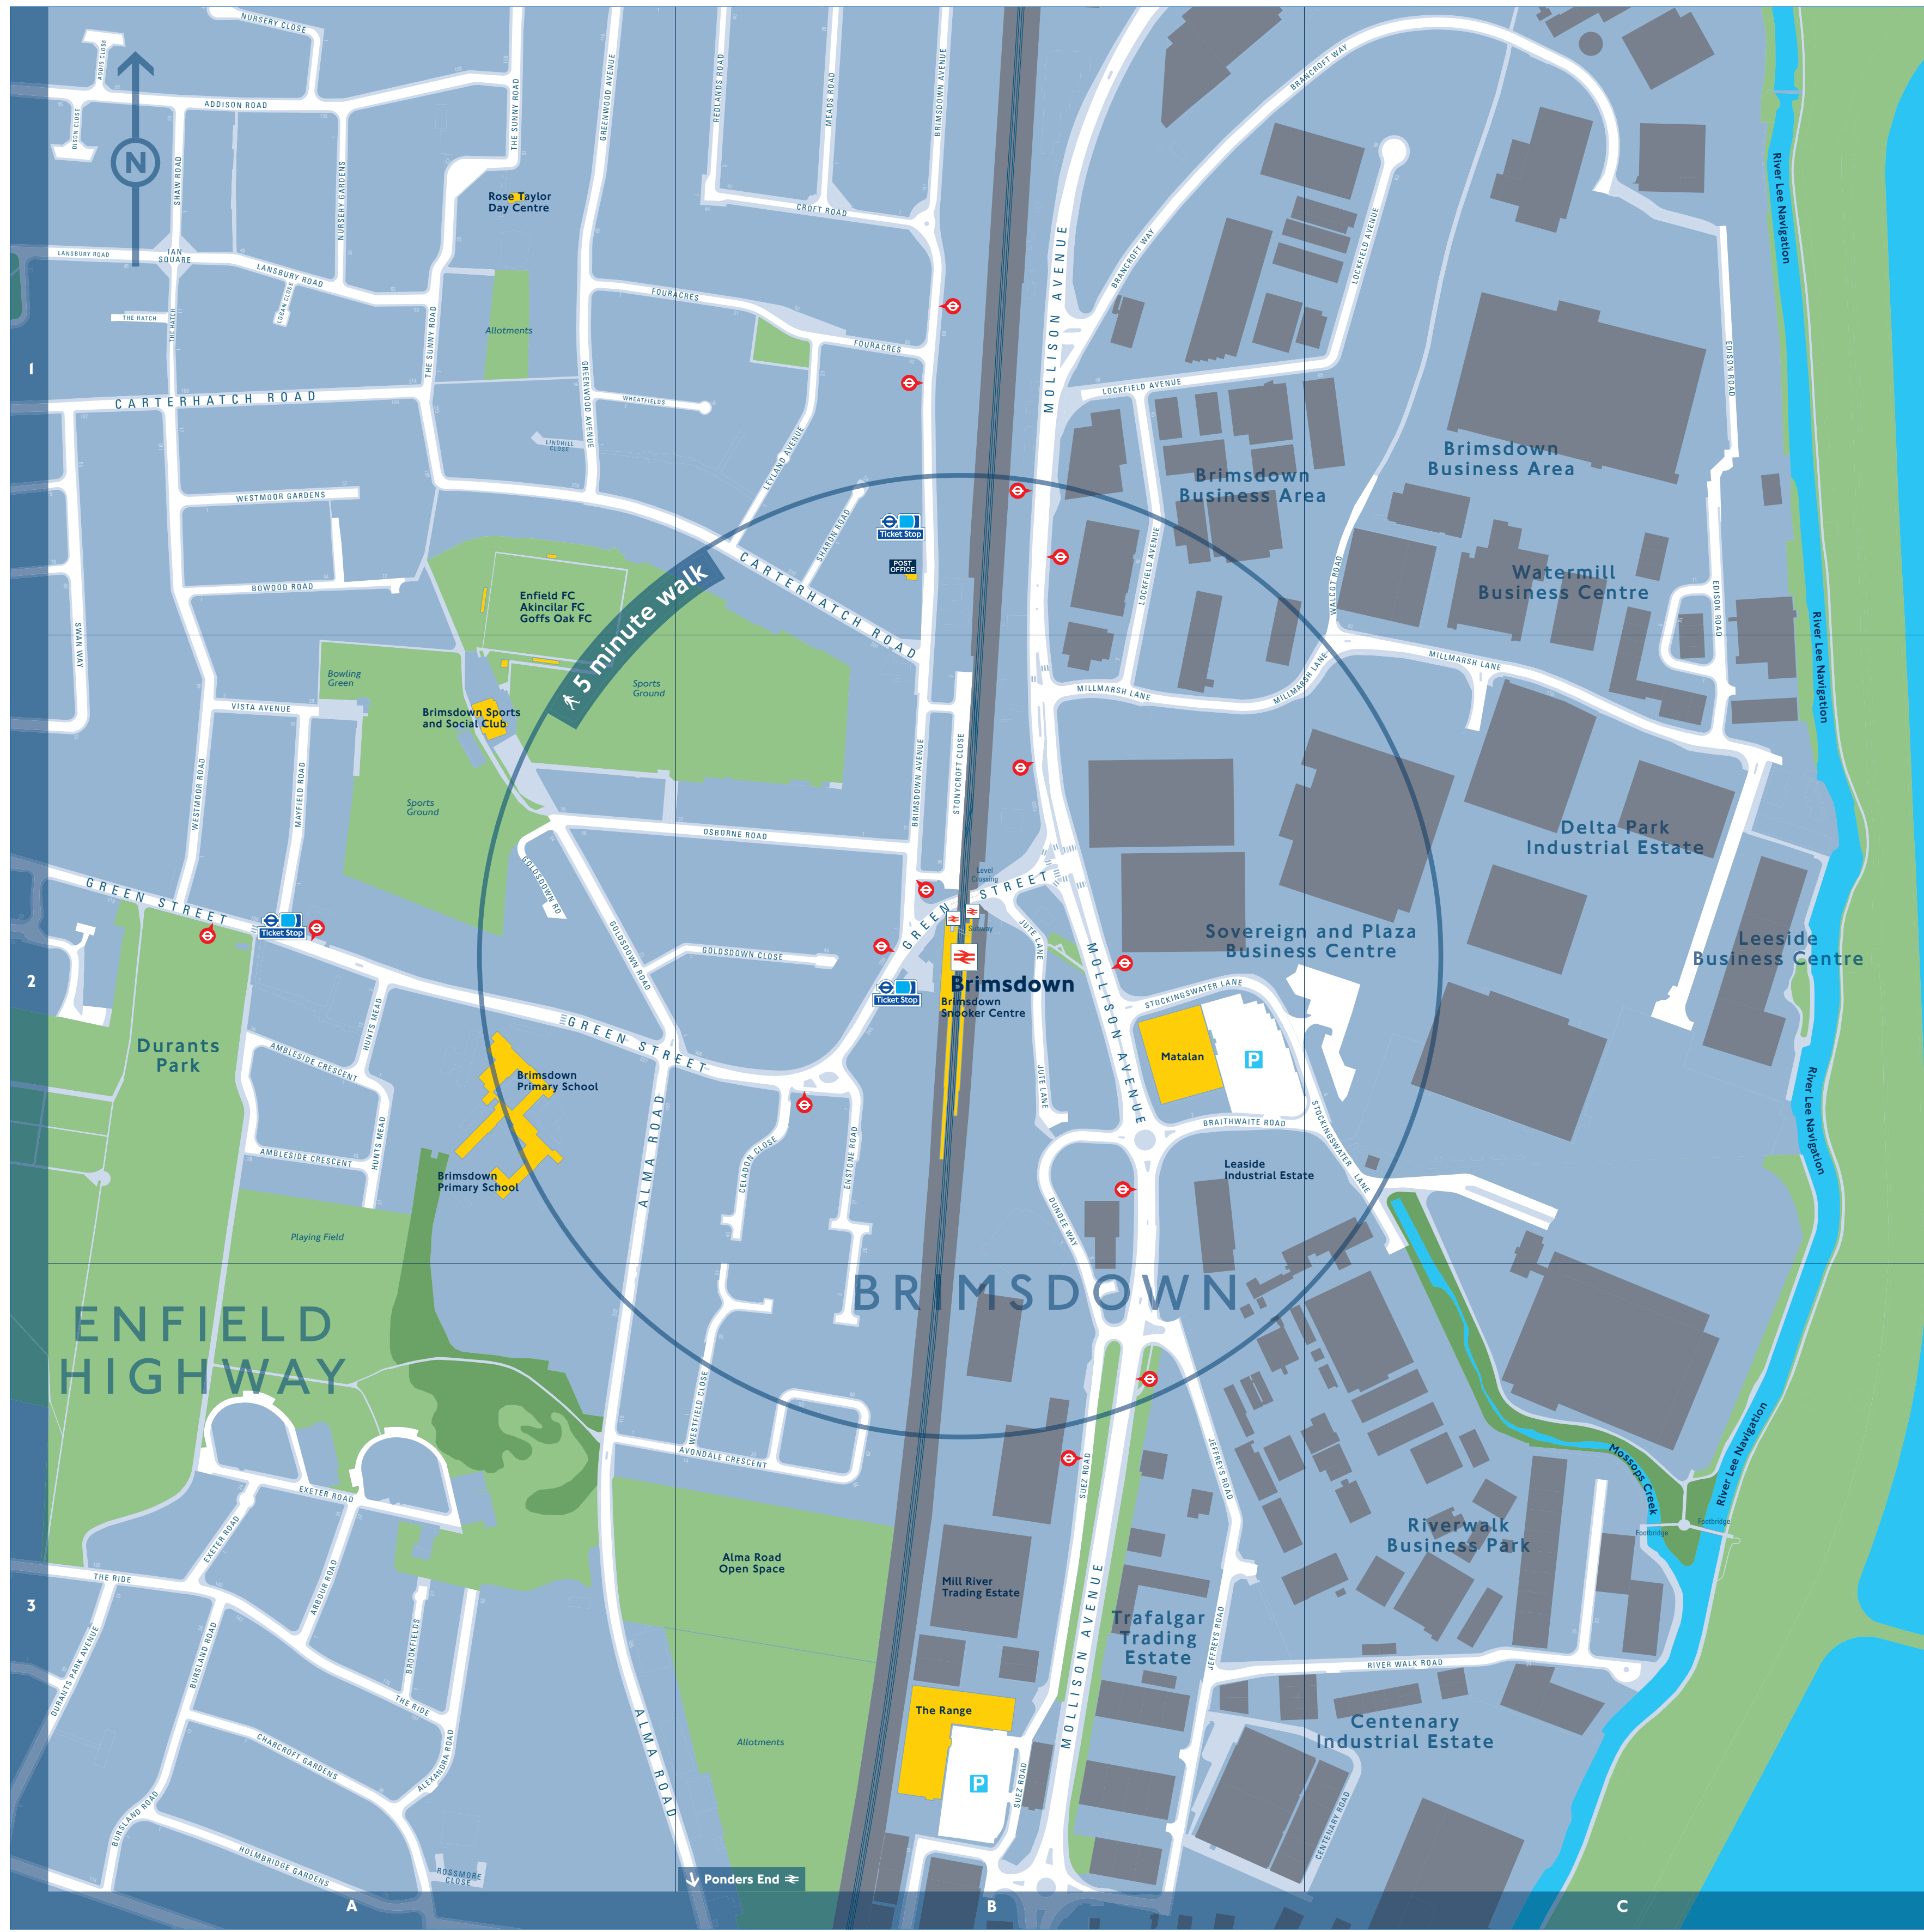 NURSERY CLOSE
ADDIS CLOSE
ADDISON ROAD
THE SUNNY ROAD
GREENWOOD AVENUE
REDLANDS ROAD
MEADS ROAD
BRIMSDOWN AVENUE
BRANCROFT WAY
DISON CLOSE
N
SHAW ROAD
NURSERY GARDENS
Rose Taylor
Day Centre
CROFT ROAD
River Lee Navigation
LANSBURY ROAD
IAN
SQUARE
LANSBURY ROAD
LOGAN CLOSE
THE HATCH
THE HATCH
THE SUNNY ROAD
Allotments
FOURACRES
FOURACRES
MOLLISON AVENUE
BRANCROFT WAY
LOCKFIELD AVENUE
EDISON ROAD
1
CARTERHATCH ROAD
GREENWOOD AVENUE
WHEATFIELDS
LINDHILL
CLOSE
LEYLAND AVENUE
LOCKFIELD AVENUE
Brimsdown
Business Area
Brimsdown
Business Area
WESTMOOR GARDENS
SHARON ROAD
Ticket Stop
POST
OFFICE
LOCKFIELD AVENUE
WALCOT ROAD
Watermill
Business Centre
EDISON ROAD
BOWOOD ROAD
Enfield FC
Akincilar FC
Goffs Oak FC
5 minute walk
CARTERHATCH ROAD
SWAN WAY
Bowling
Green
Sports
Ground
River Lee Navigation
MILLMARSH LANE
MILLMARSH LANE
MILLMARSH LANE
VISTA AVENUE
Brimsdown Sports
and Social Club
WESTMOOR ROAD
MAYFIELD ROAD
Sports
Ground
BRIMSDOWN AVENUE
STONYCROFT CLOSE
OSBORNE ROAD
Delta Park
Industrial Estate
GOLDSDOWN RD
Level
Crossing
GREEN STREET
GREEN STREET
Ticket Stop
GOLDSDOWN ROAD
GOLDSDOWN CLOSE
Subway
JUTE LANE
MOLLISON AVENUE
Sovereign and Plaza
Business Centre
Leeside
Business Centre
2
Ticket Stop
Brimsdown
Brimsdown
Snooker Centre
STOCKINGSWATER LANE
HUNTS MEAD
GREEN STREET
Durants
Park
AMBLESIDE CRESCENT
Matalan
P
Brimsdown
Primary School
JUTE LANE
STOCKINGSWATER LANE
BRAITHWAITE ROAD
River Lee Navigation
HUNTS MEAD
AMBLESIDE CRESCENT
ALMA ROAD
CELADON CLOSE
ENSTONE ROAD
Brimsdown
Primary School
Leaside
Industrial Estate
DUNDEE WAY
Playing Field
BRIMSDOWN
ENFIELD
HIGHWAY
WESTFIELD CLOSE
AVONDALE CRESCENT
SUEZ ROAD
JEFFREYS ROAD
Mossops Creek
River Lee Navigation
EXETER ROAD
EXETER ROAD
Riverwalk
Business Park
Footbridge
Footbridge
THE RIDE
ARBOUR ROAD
Alma Road
Open Space
Mill River
Trading Estate
3
DURANTS PARK AVENUE
BURSLAND ROAD
BROOKFIELDS
MOLLISON AVENUE
Trafalgar
Trading
Estate
JEFFREYS ROAD
RIVER WALK ROAD
THE RIDE
The Range
Centenary
Industrial Estate
CHARCROFT GARDENS
ALEXANDRA ROAD
ALMA ROAD
Allotments
P
SUEZ ROAD
CENTENARY ROAD
BURSLAND ROAD
HOLMBRIDGE GARDENS
ROSSMORE
CLOSE
Ponders End
A
B
C